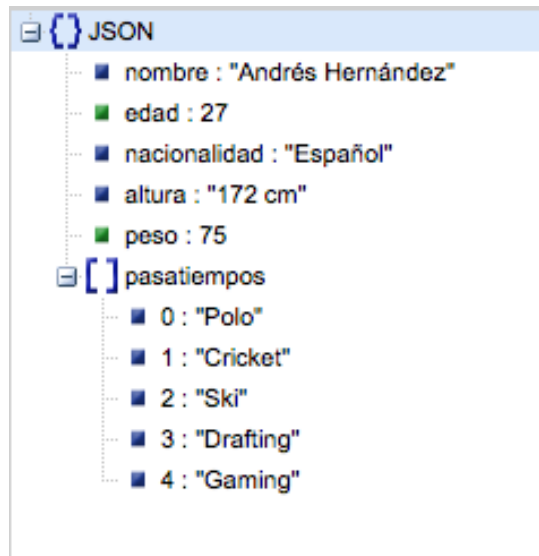 JSON
nombre : "Andrés Hernández"
edad : 27
nacionalidad : "Español"
altura : "172 cm"
peso : 75
pasatiempos
0 : "Polo"
1 : "Cricket"
2 : "Ski"
3 : "Drafting"
4 : "Gaming"